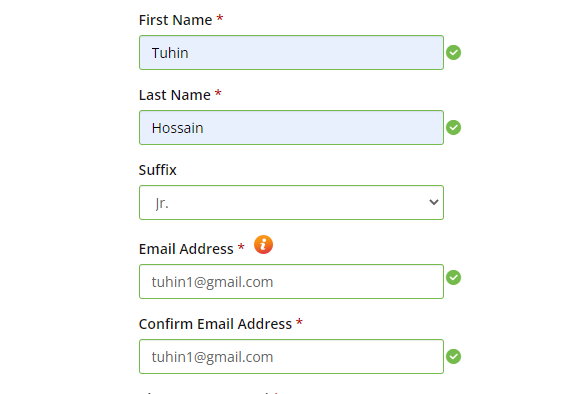 First Name *
Tuhin
Last Name *
Hossain
Suffix
Jr.
Email Address * i
tuhin1@gmail.com
Confirm Email Address *
tuhin1@gmail.com